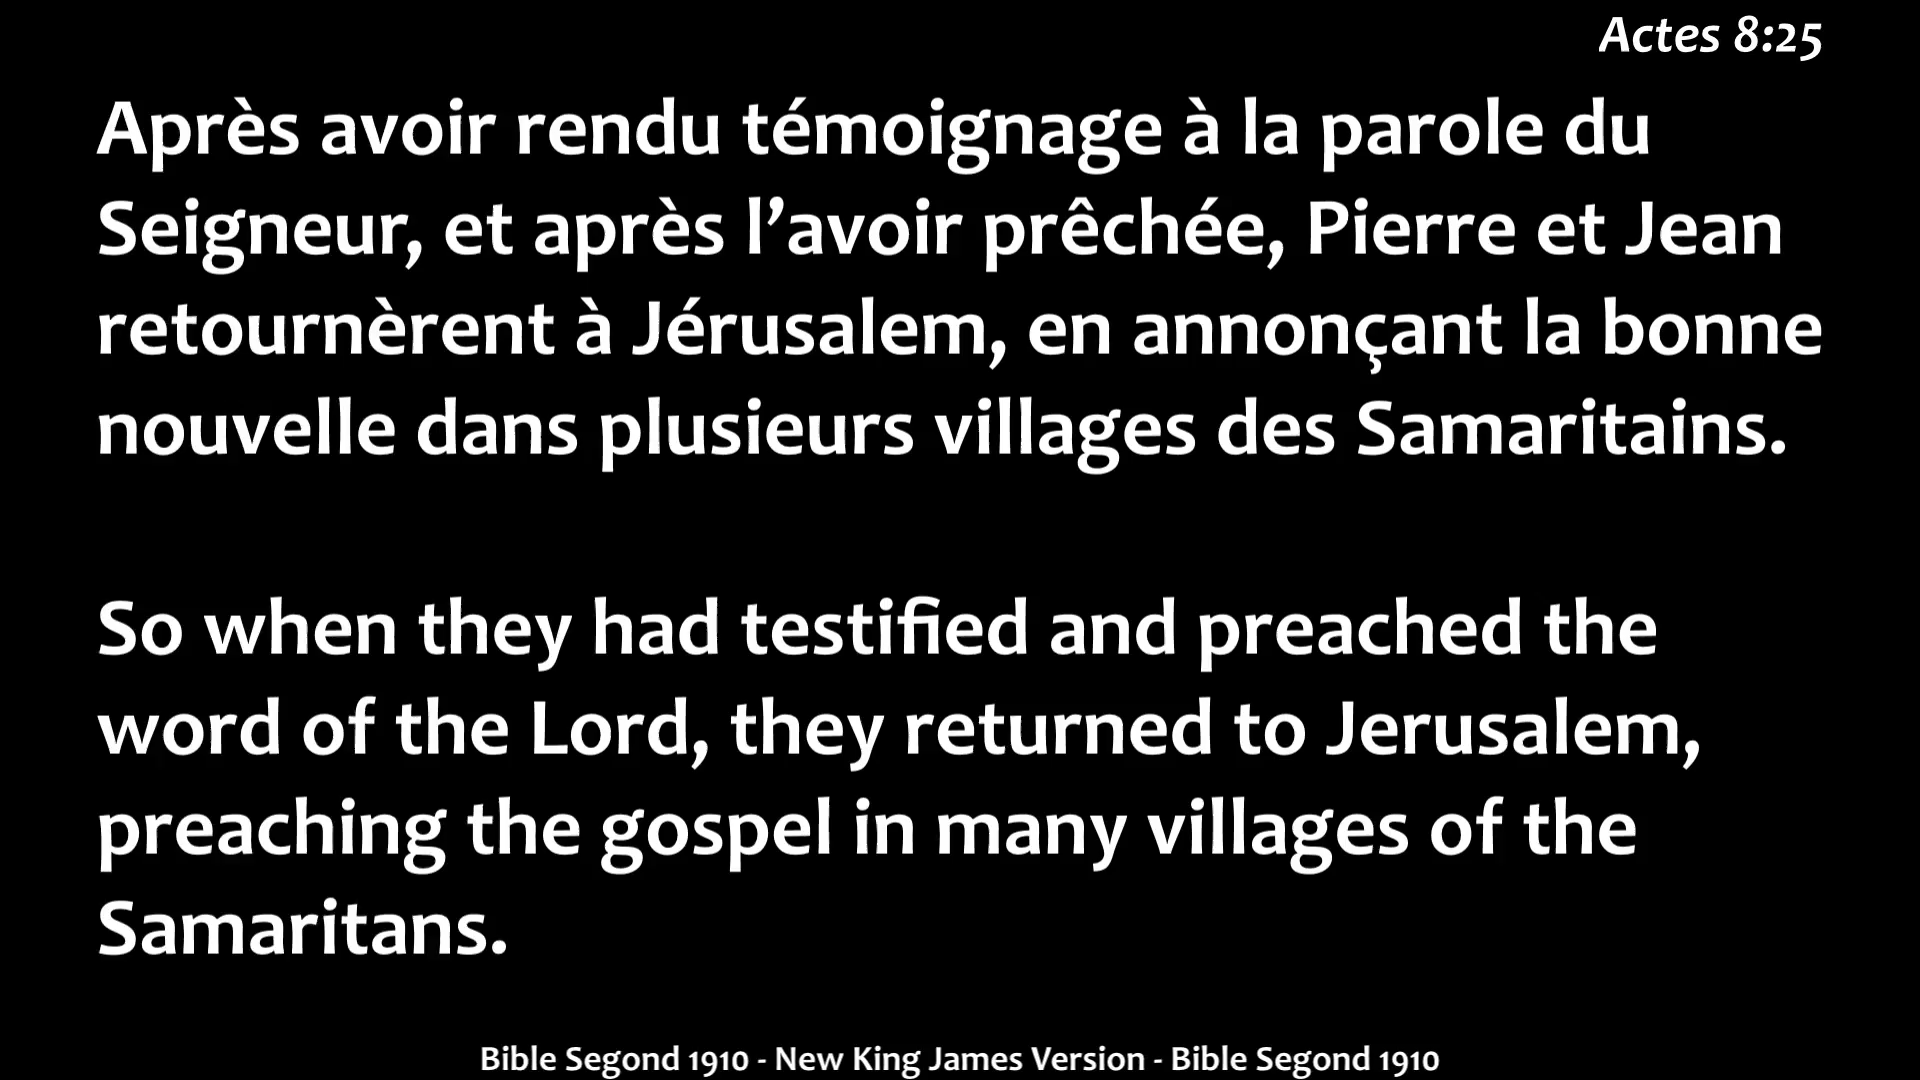 Actes 8:25
Après avoir rendu témoignage à la parole du
Seigneur, et après l’avoir prêchée, Pierre et Jean
retournèrent à Jérusalem, en annonçant la bonne
nouvelle dans plusieurs villages des Samaritains.
So when they had testified and preached the
word of the Lord, they returned to Jerusalem,
preaching the gospel in many villages of the
Samaritans.
Bible Segond 1910 - New King James Version - Bible Segond 1910